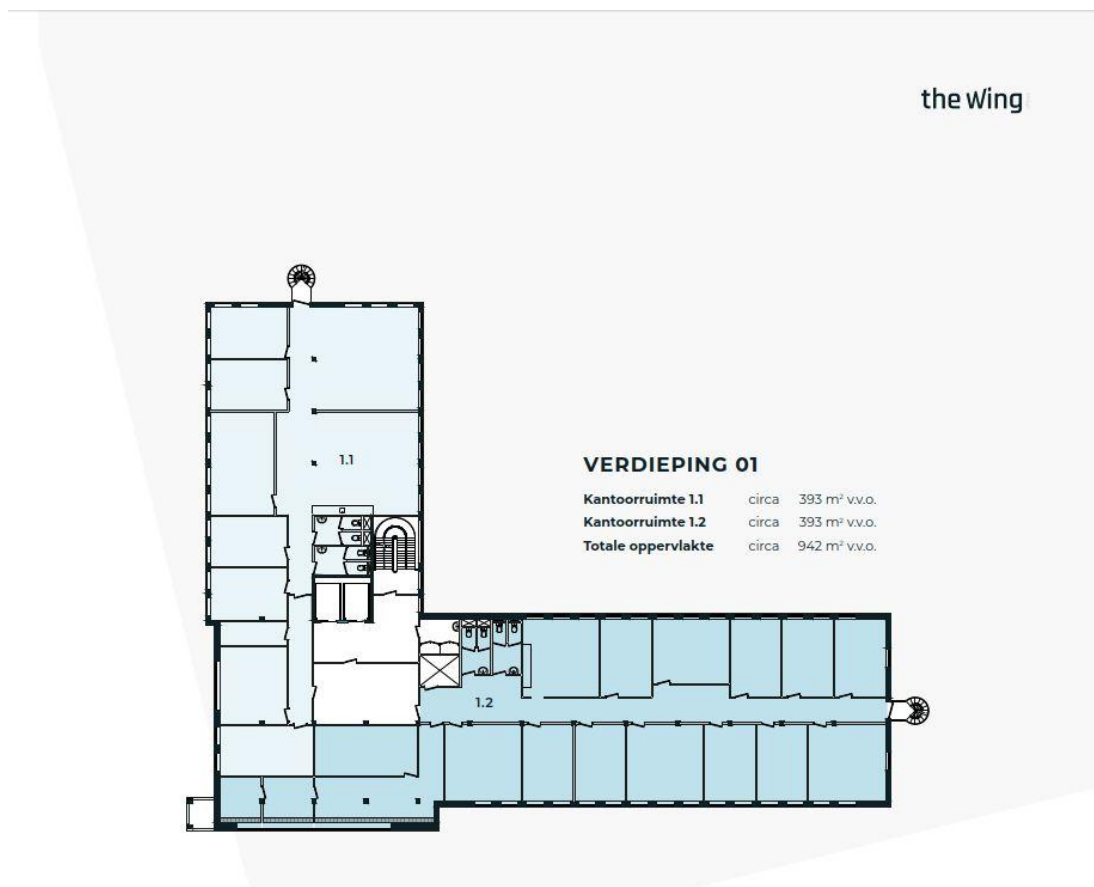 the wing
1.1
VERDIEPING 01
Kantoorruimte 1.1 circa 393 m² v.v.o.
Kantoorruimte 1.2 circa 393 m² v.v.o.
Totale oppervlakte circa 942 m² v.v.o.
1.2